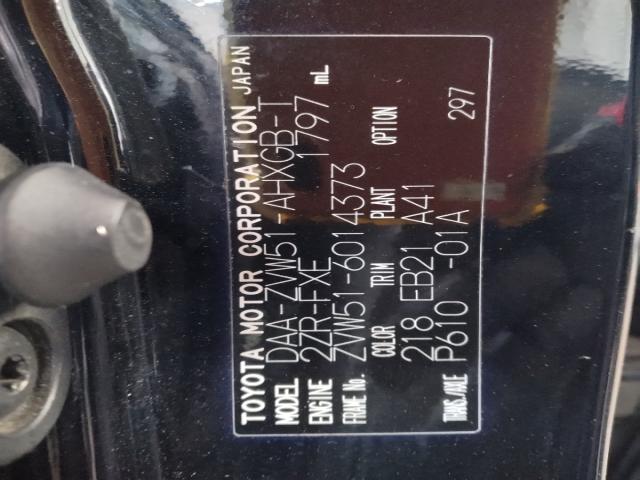 TOYOTA MOTOR CORPORATION JAPAN
MODEL DAA-ZVW51-AHXGB-T
ENGINE 2ZR-FXE 1797 mL
FRAME No. ZVW51-6014373
COLOR TRIM PLANT OPTION
218 EB21 A41
TRANS./AXLE P610 -01A 297